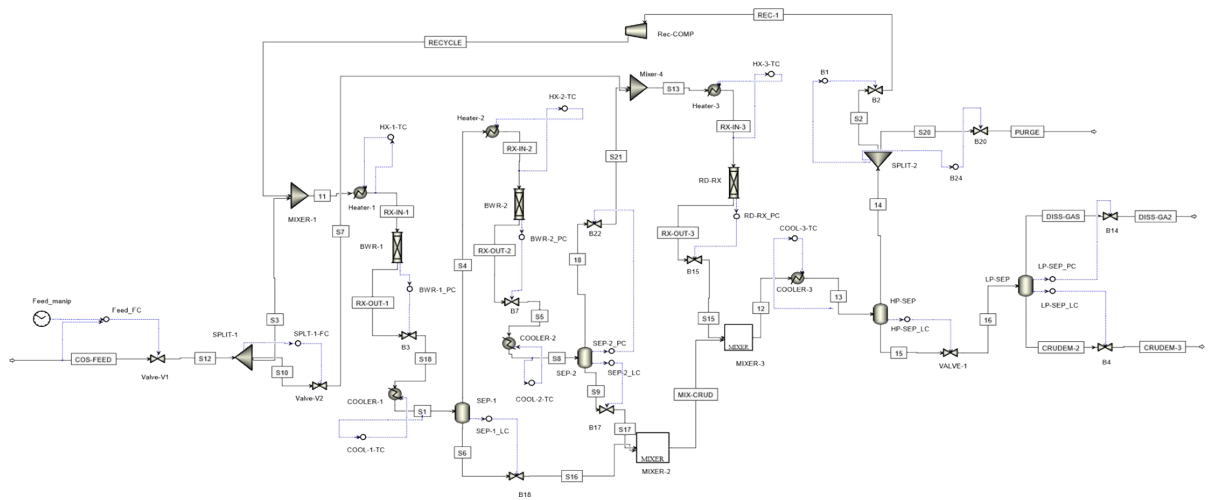 REC-1
Rec-COMP
RECYCLE
HX-3-TC
Mixer-4
B1
S13
Heater-3
B2
HX-2-TC
Heater-2
S2
S20
PURGE
RX-IN-3
B20
HX-1-TC
RX-IN-2
S21
SPLIT-2
B24
11
RD-RX
MIXER-1
Heater-1
BWR-2
14
RX-IN-1
RD-RX_PC
DISS-GAS
DISS-GA2
S7
B22
RX-OUT-3
COOL-3-TC
B14
BWR-1
RX-OUT-2
BWR-2_PC
S4
18
B15
LP-SEP
LP-SEP_PC
COOLER-3
LP-SEP_LC
BWR-1_PC
12
13
HP-SEP
RX-OUT-1
B7
S5
Feed_manip
Feed_FC
S3
S15
HP-SEP_LC
16
SPLIT-1
SPLT-1-FC
B3
COOLER-2
CRUDEM-2
CRUDEM-3
SEP-2_PC
MIXER
15
B4
COS-FEED
S12
S18
S8
SEP-2
SEP-2_LC
MIXER-3
VALVE-1
Valve-V1
S10
COOL-2-TC
S9
Valve-V2
COOLER-1
MIX-CRUD
S1
SEP-1
B17
S17
SEP-1_LC
COOL-1-TC
S6
MIXER
MIXER-2
S16
B18